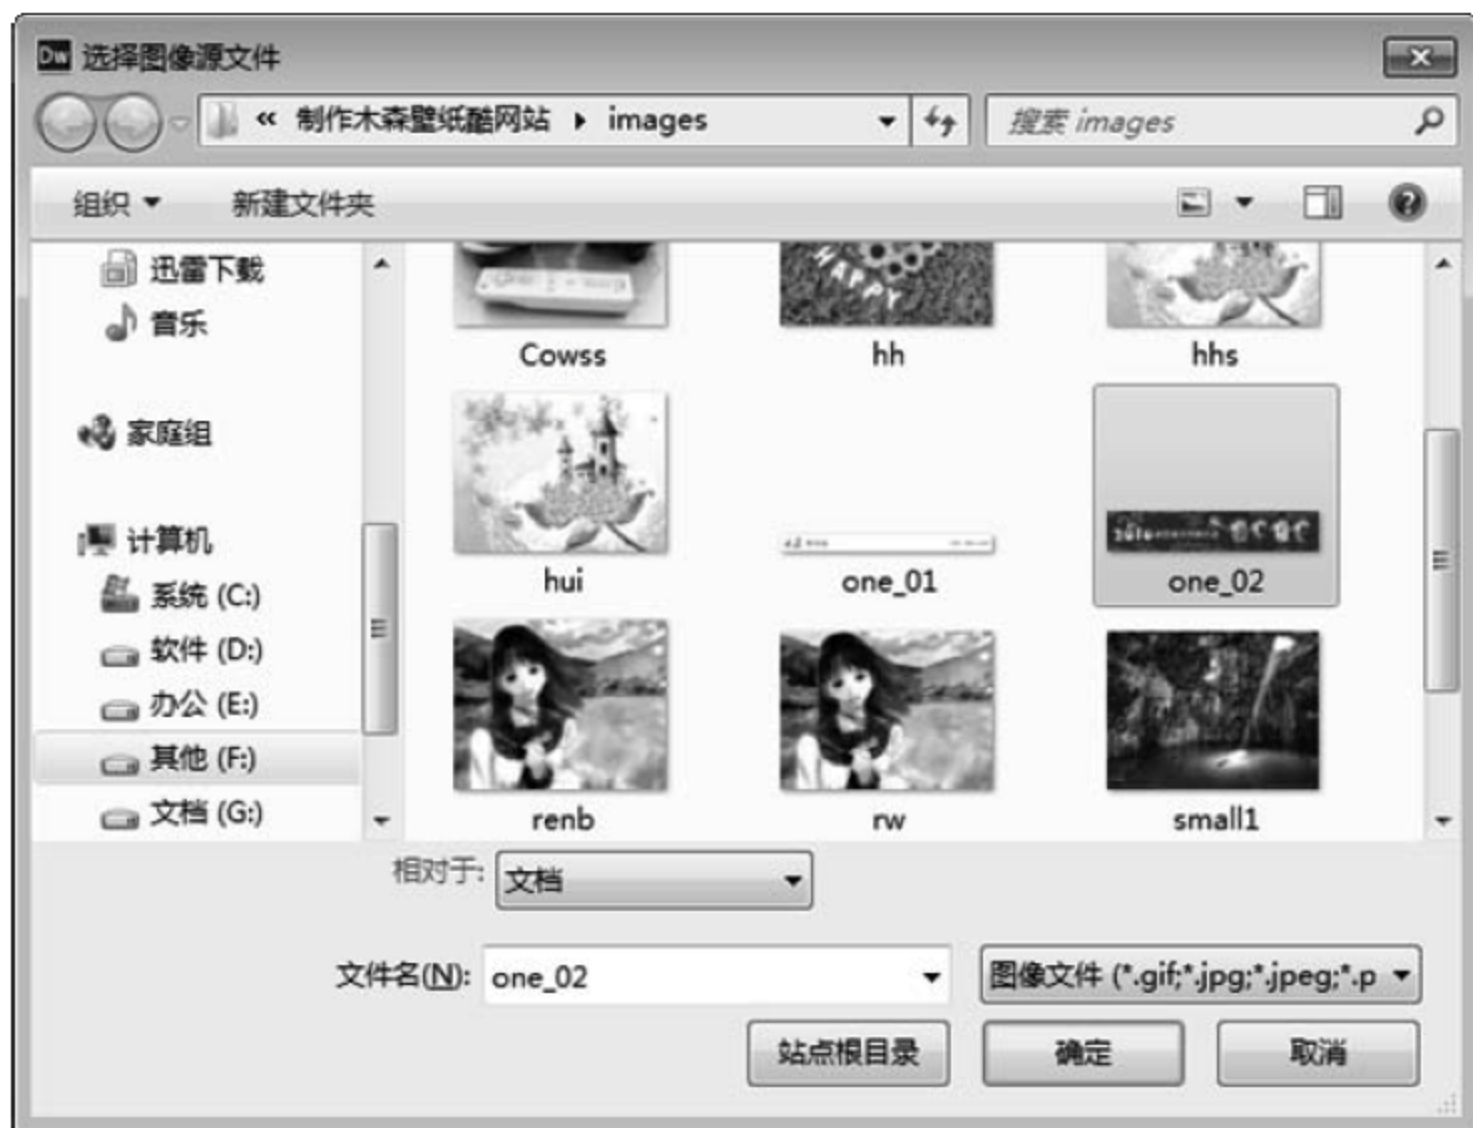 Dw 选择图像源文件
« 制作木森壁纸酷网站 ▸ images
搜索 images
组织 新建文件夹
迅雷下载
音乐
家庭组
计算机
系统 (C:)
软件 (D:)
办公 (E:)
其他 (F:)
文档 (G:)
Cowss hh hhs
HAPPY
hui one_01 one_02
renb rw small1
相对于: 文档
文件名(N): one_02 图像文件 (*.gif;*.jpg;*.jpeg;*.p
站点根目录 确定 取消